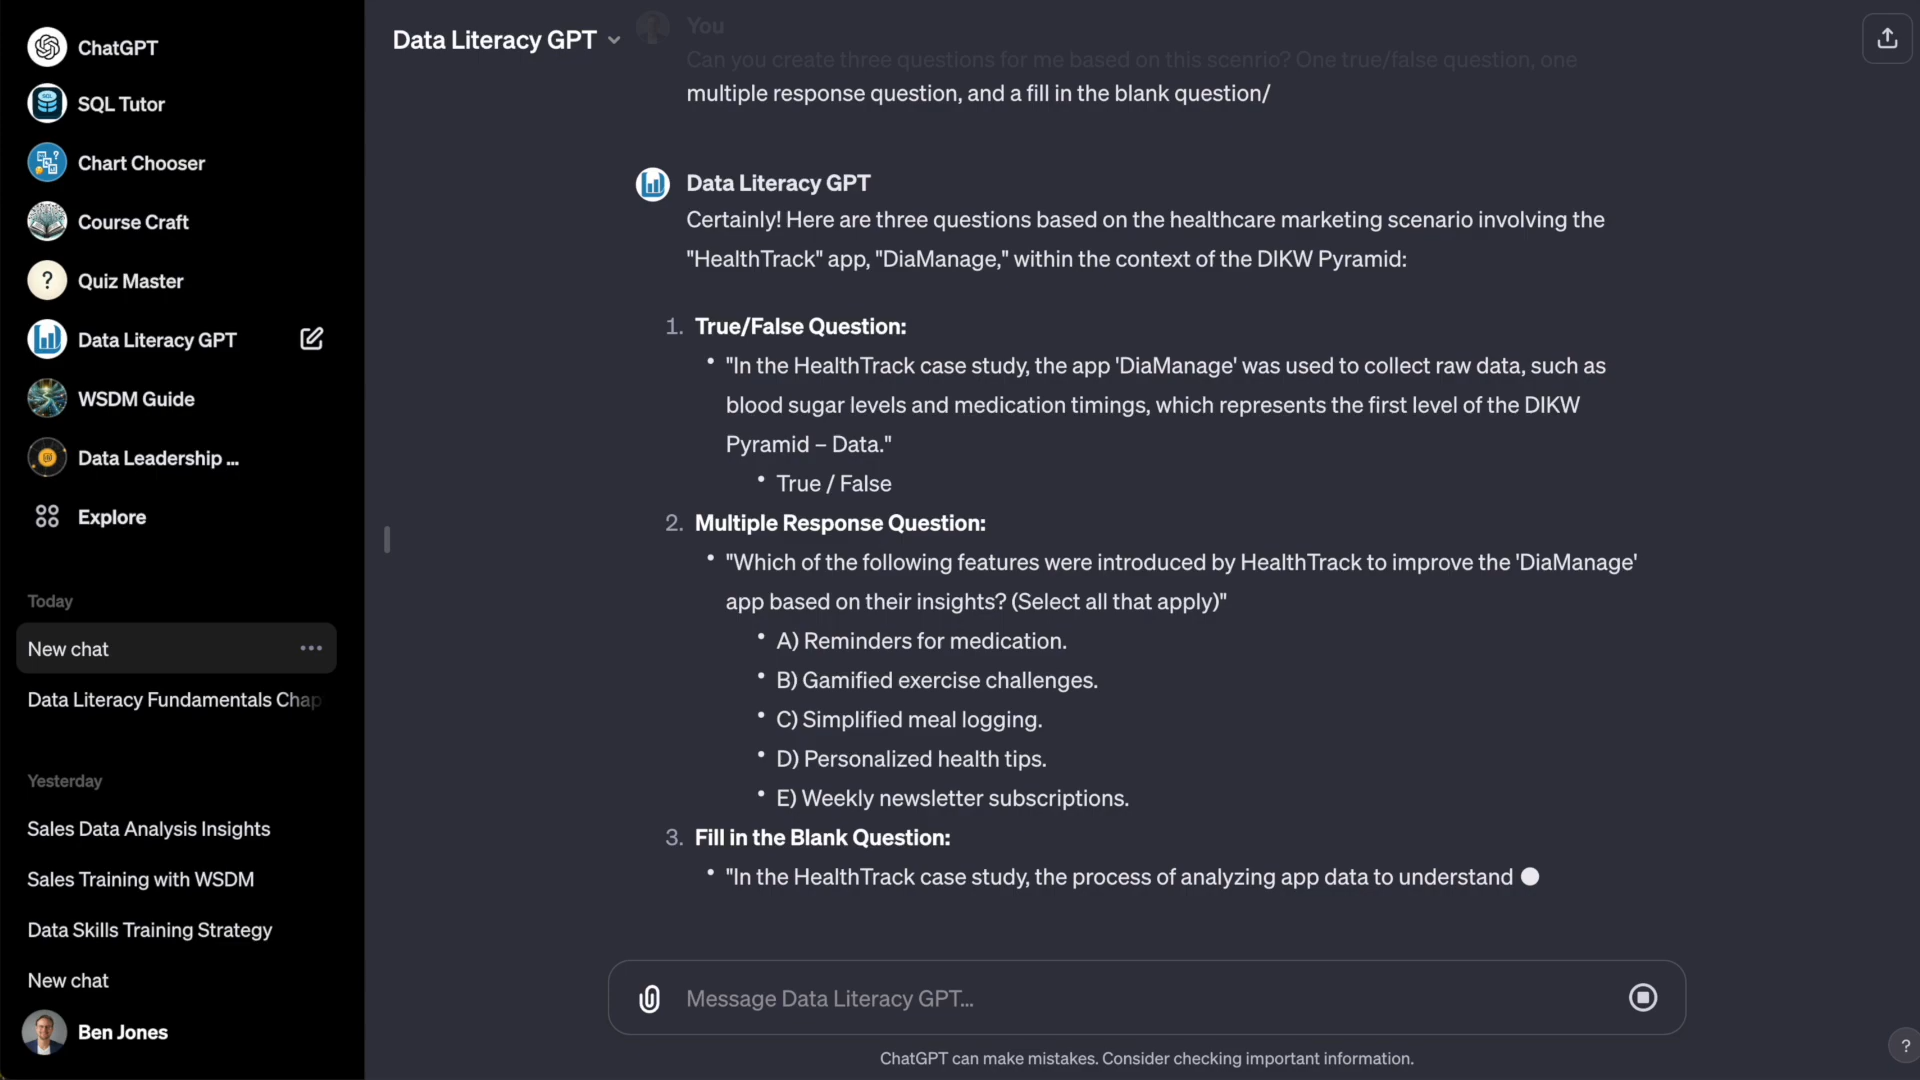 ChatGPT
SQL Tutor
Chart Chooser
Course Craft
? Quiz Master
Data Literacy GPT
WSDM Guide
Data Leadership ...
Explore
Today
New chat
Data Literacy Fundamentals Chap
Yesterday
Sales Data Analysis Insights
Sales Training with WSDM
Data Skills Training Strategy
New chat
Ben Jones
Data Literacy GPT
You
Can you create three questions for me based on this scenrio? One true/false question, one
multiple response question, and a fill in the blank question/
Data Literacy GPT
Certainly! Here are three questions based on the healthcare marketing scenario involving the
"HealthTrack" app, "DiaManage," within the context of the DIKW Pyramid:
1. True/False Question:
• "In the HealthTrack case study, the app 'DiaManage' was used to collect raw data, such as
blood sugar levels and medication timings, which represents the first level of the DIKW
Pyramid – Data."
• True / False
2. Multiple Response Question:
• "Which of the following features were introduced by HealthTrack to improve the 'DiaManage'
app based on their insights? (Select all that apply)"
• A) Reminders for medication.
• B) Gamified exercise challenges.
• C) Simplified meal logging.
• D) Personalized health tips.
• E) Weekly newsletter subscriptions.
3. Fill in the Blank Question:
• "In the HealthTrack case study, the process of analyzing app data to understand
Message Data Literacy GPT...
ChatGPT can make mistakes. Consider checking important information.
?